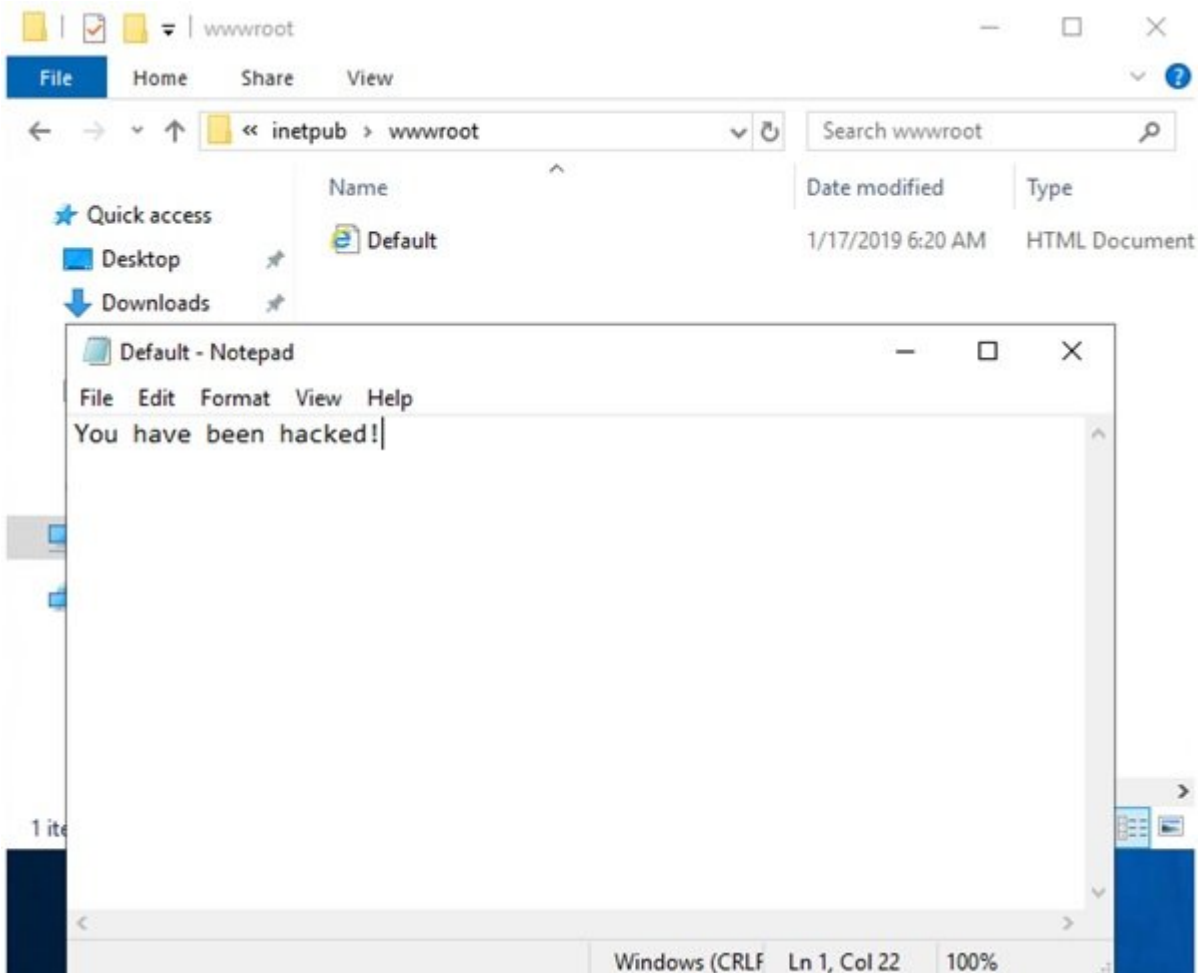 wwwroot
File Home Share View
« inetpub > wwwroot Search wwwroot
Name Date modified Type
Quick access
Default 1/17/2019 6:20 AM HTML Document
Desktop
Downloads
Default - Notepad
File Edit Format View Help
You have been hacked!
1 ite
Windows (CRLF Ln 1, Col 22 100%